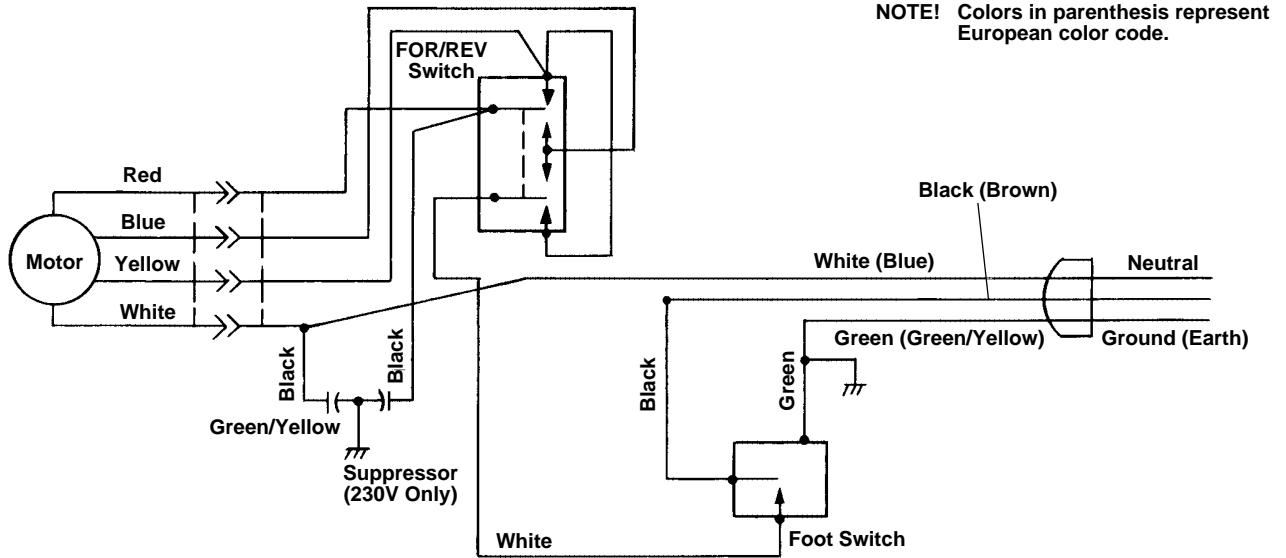 NOTE! Colors in parenthesis represent
European color code.
FOR/REV
Switch
Red
Blue
Motor
Yellow
White
Black
Black
Green/Yellow
Suppressor
(230V Only)
Black (Brown)
White (Blue)
Neutral
Green (Green/Yellow)
Ground (Earth)
Black
Green
White
Foot Switch